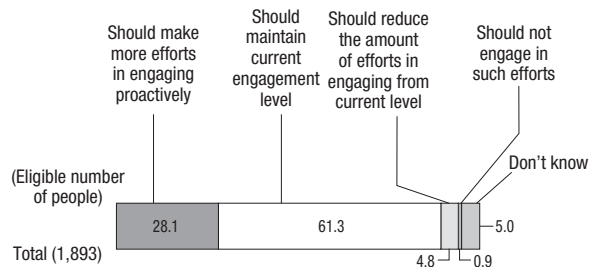 Should make
more efforts
in engaging
proactively
Should
maintain
current
engagement
level
Should reduce
the amount
of efforts in
engaging from
current level
Should not
engage in
such efforts
Don't know
(Eligible number
of people)
Total (1,893)
28.1
61.3
4.8
0.9
5.0